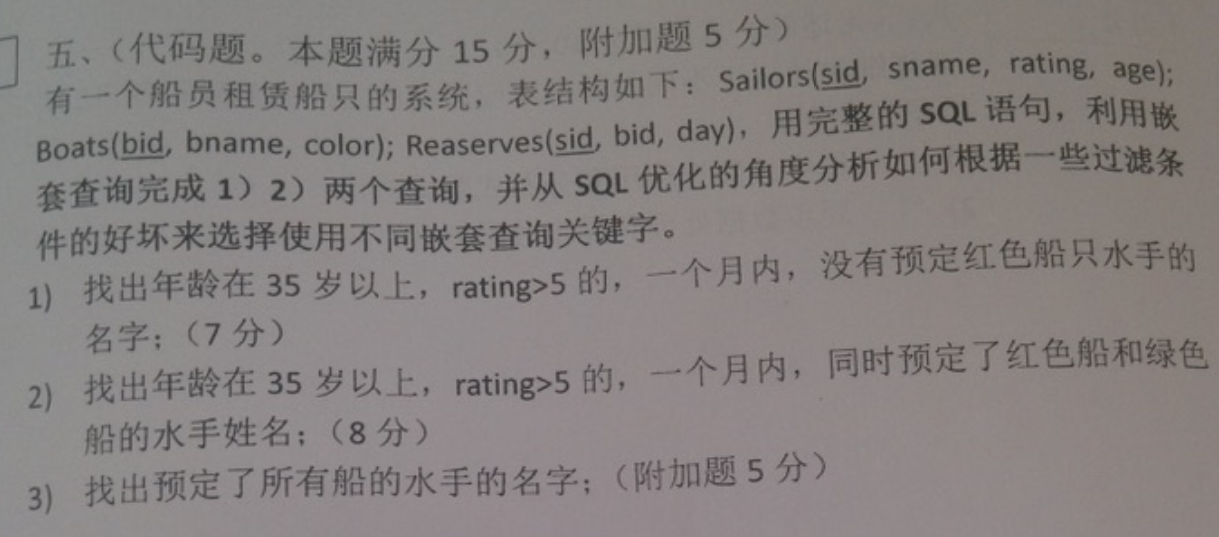 五、（代码题。本题满分 15 分，附加题 5 分）
有一个船员租赁船只的系统，表结构如下：Sailors(sid, sname, rating, age);
Boats(bid, bname, color); Reaserves(sid, bid, day)，用完整的 SQL 语句，利用嵌
套查询完成 1）2）两个查询，并从 SQL 优化的角度分析如何根据一些过滤条
件的好坏来选择使用不同嵌套查询关键字。
1) 找出年龄在 35 岁以上，rating>5 的，一个月内，没有预定红色船只水手的
名字；（7 分）
2) 找出年龄在 35 岁以上，rating>5 的，一个月内，同时预定了红色船和绿色
船的水手姓名；（8 分）
3) 找出预定了所有船的水手的名字；（附加题 5 分）